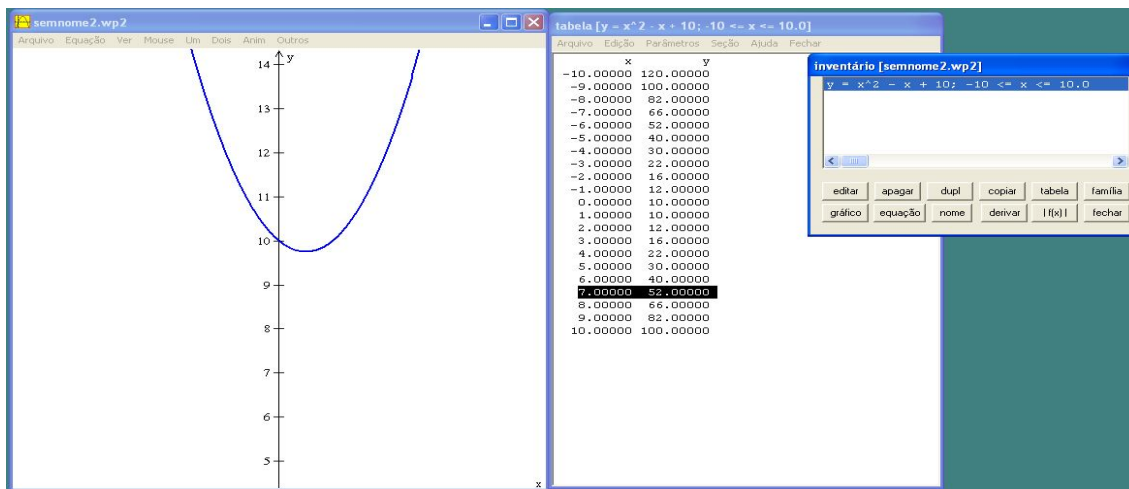 semnome2.wp2
Arquivo Equação Ver Mouse Um Dois Anim Outros
y
14
13
12
11
10
9
8
7
6
5
x
tabela [y = x^2 - x + 10; -10 <= x <= 10.0]
Arquivo Edição Parâmetros Seção Ajuda Fechar
x y
-10.00000 120.00000
-9.00000 100.00000
-8.00000 82.00000
-7.00000 66.00000
-6.00000 52.00000
-5.00000 40.00000
-4.00000 30.00000
-3.00000 22.00000
-2.00000 16.00000
-1.00000 12.00000
0.00000 10.00000
1.00000 10.00000
2.00000 12.00000
3.00000 16.00000
4.00000 22.00000
5.00000 30.00000
6.00000 40.00000
7.00000 52.00000
8.00000 66.00000
9.00000 82.00000
10.00000 100.00000
inventário [semnome2.wp2]
y = x^2 - x + 10; -10 <= x <= 10.0
editar apagar dupl copiar tabela família
gráfico equação nome derivar |f(x)| fechar